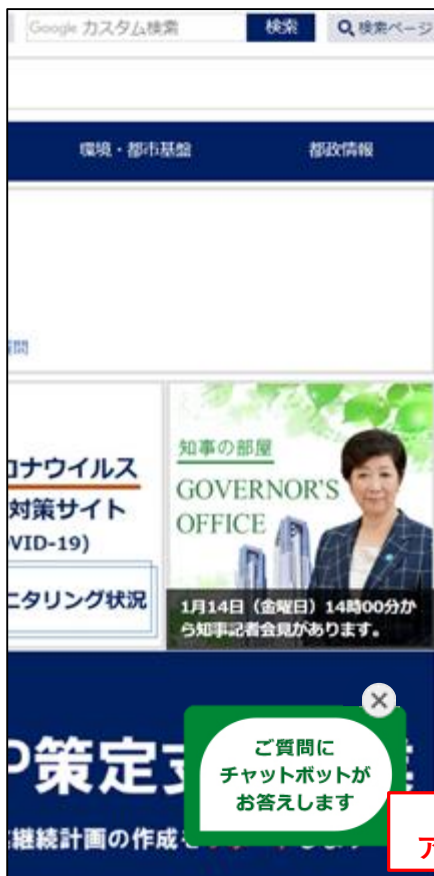 Google カスタム検索
検索
検索ページ
環境・都市基盤
都政情報
質問
コナウイルス
対策サイト
VID-19)
ニタリング状況
知事の部屋
GOVERNOR'S
OFFICE
1月14日（金曜日）14時00分か
ら知事記者会見があります。
P策定
ご質問に
チャットボットが
お答えします
継続計画の作成を
ア